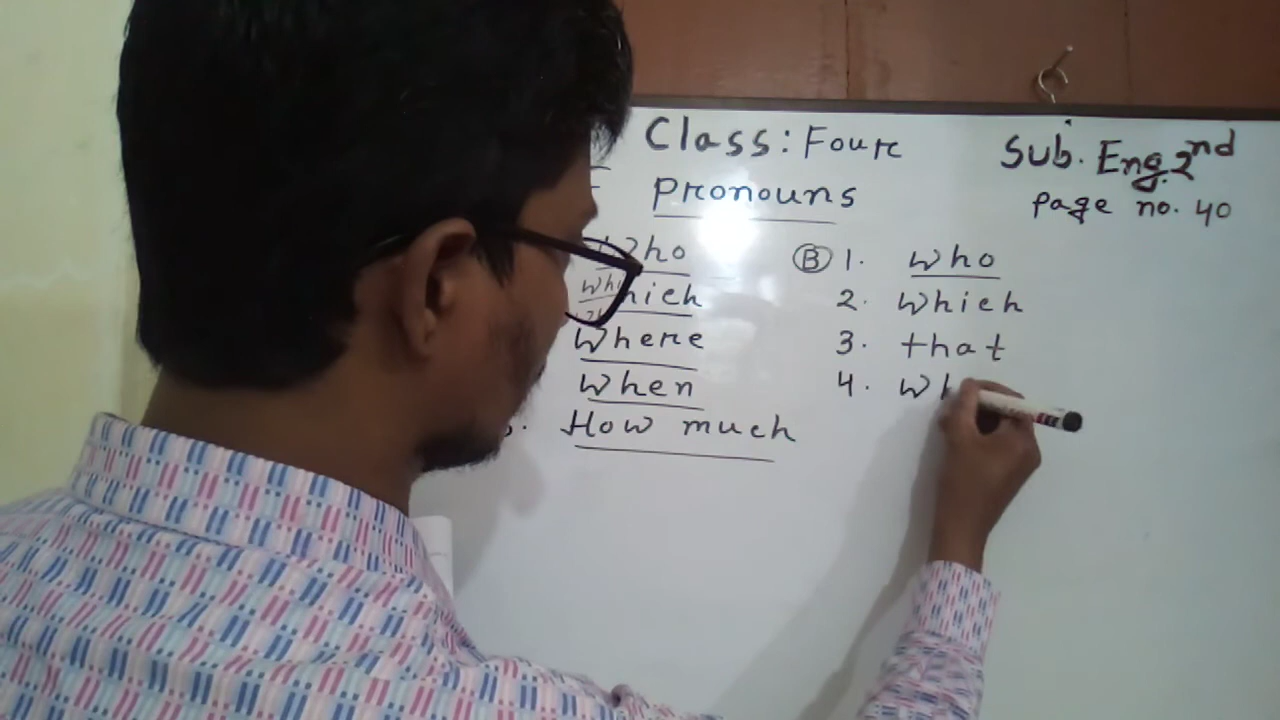 Class: Four
Sub. Eng. 2nd
page no. 40
Pronouns
Who
Which
Where
When
How much
B 1. who
2. which
3. that
4. wh